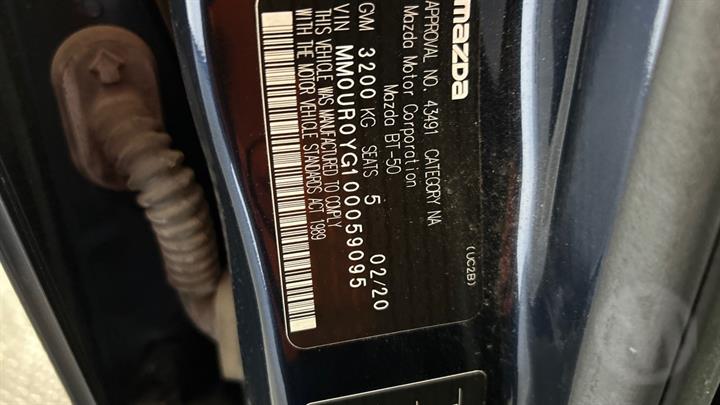 mazda
APPROVAL NO. 43491 CATEGORY NA
Mazda Motor Corporation
Mazda BT-50
(UC2B)
02/20
GVM 3200 KG SEATS 5
THIS VEHICLE WAS MANUFACTURED TO COMPLY
WITH THE MOTOR VEHICLE STANDARDS ACT 1989
VIN MM0UR0YG100059095